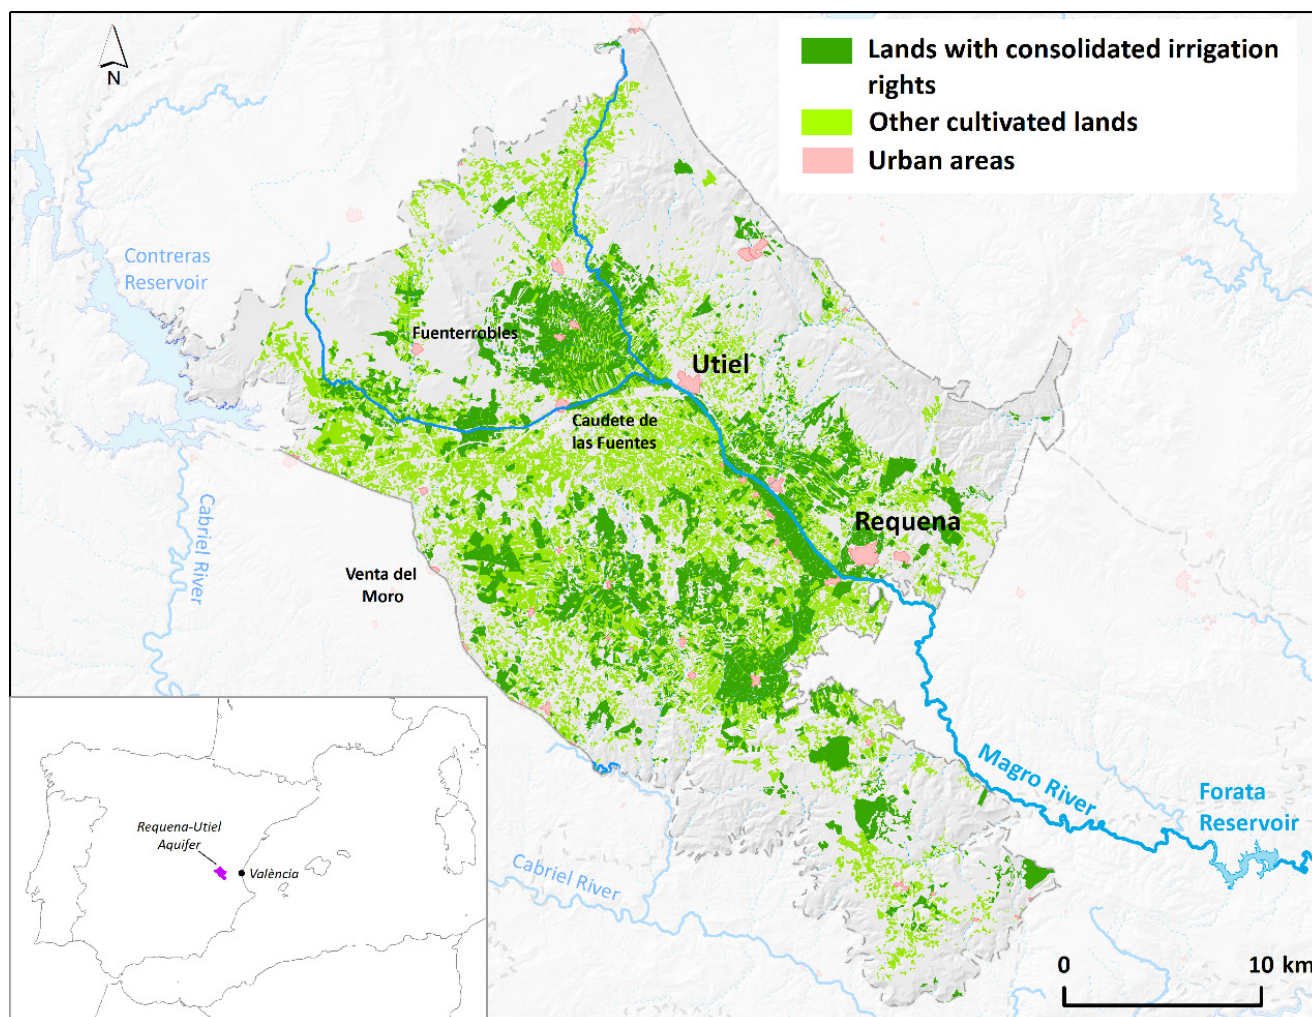 N
Lands with consolidated irrigation
rights
Other cultivated lands
Urban areas
Contreras
Reservoir
Fuenterrobles
Utiel
Caudete de
las Fuentes
Cabriel River
Requena
Venta del
Moro
Magro River
Forata
Reservoir
Cabriel River
Requena-Utiel
Aquifer
València
0 10 km